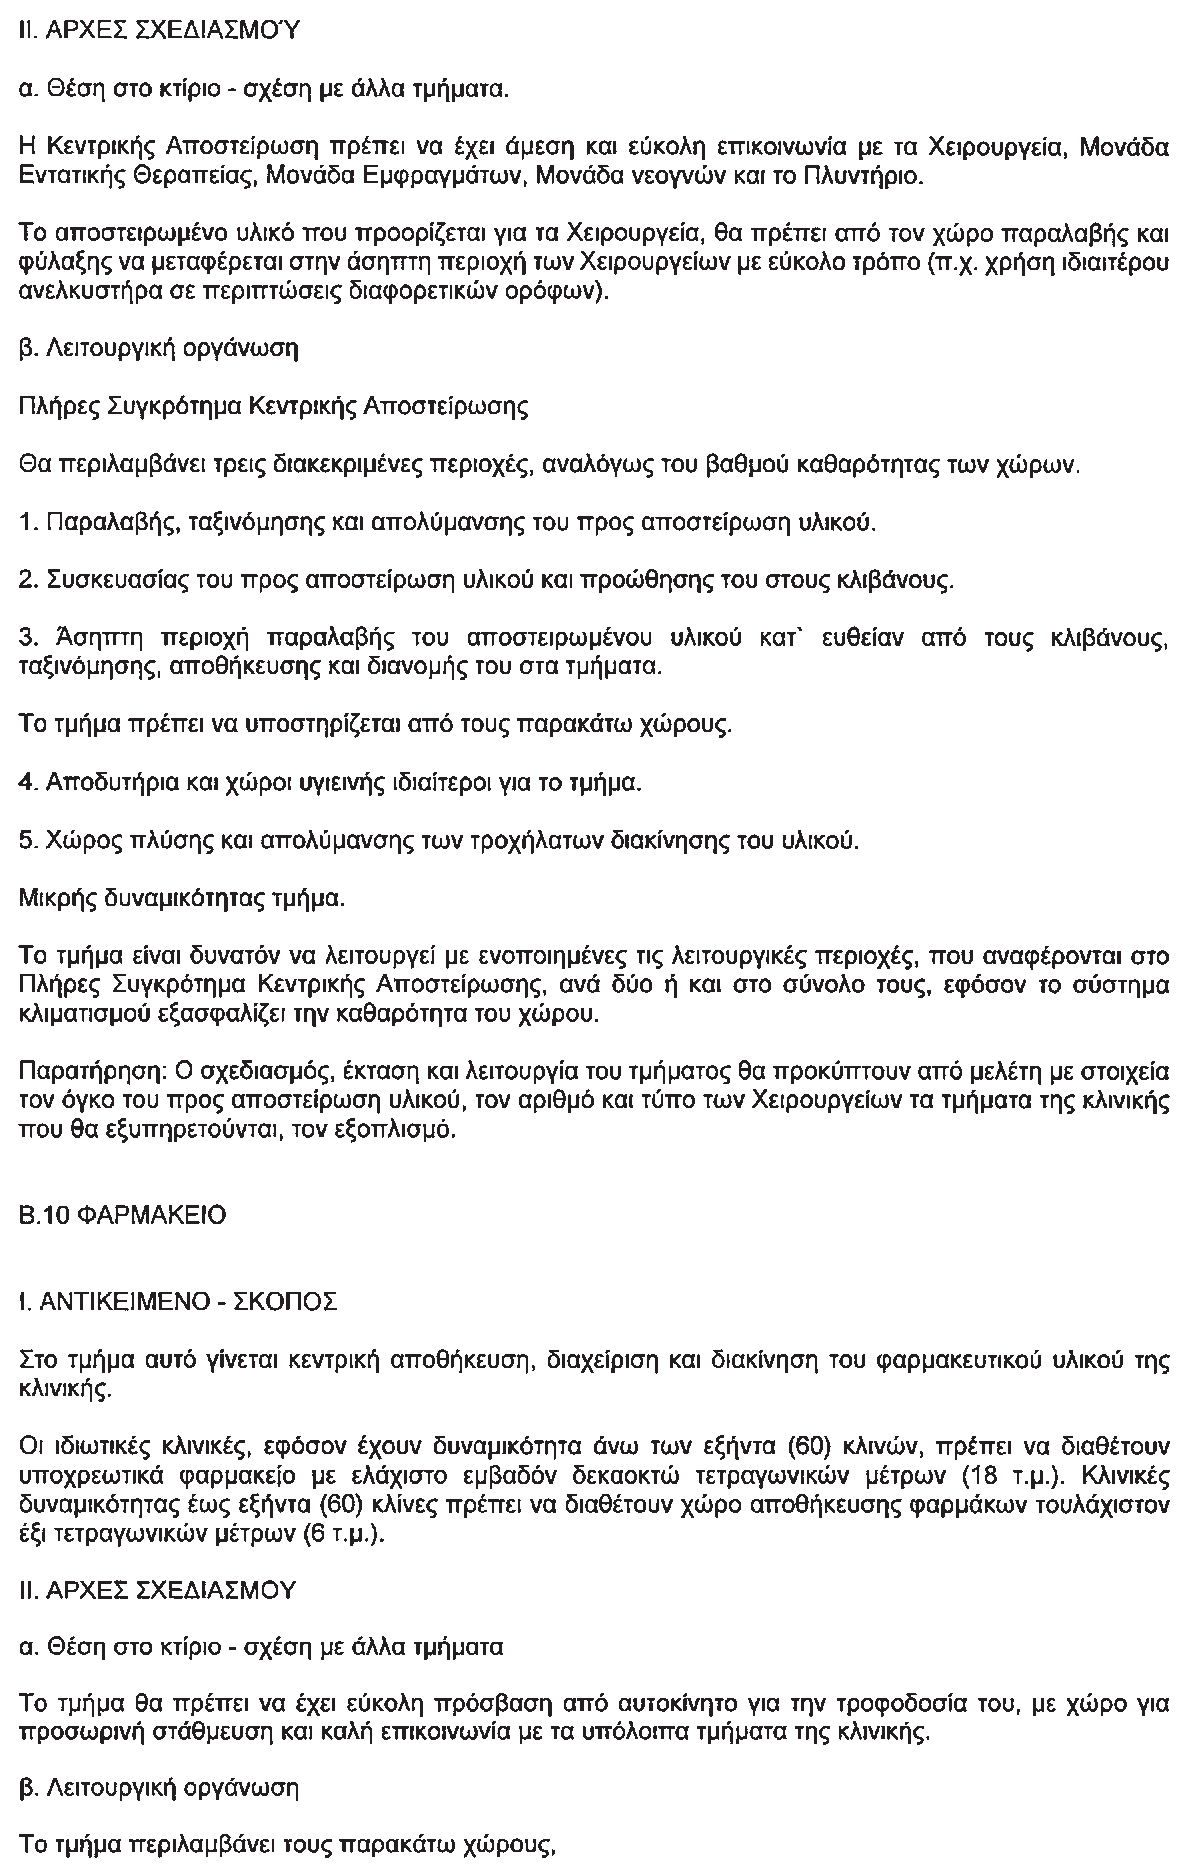 ΙΙ. ΑΡΧΕΣ ΣΧΕΔΙΑΣΜΟΎ
α. Θέση στο κτίριο - σχέση με άλλα τμήματα.
Η Κεντρικής Αποστείρωση πρέπει να έχει άμεση και εύκολη επικοινωνία με τα Χειρουργεία, Μονάδα
Εντατικής Θεραπείας, Μονάδα Εμφραγμάτων, Μονάδα νεογνών και το Πλυντήριο.
Το αποστειρωμένο υλικό που προορίζεται για τα Χειρουργεία, θα πρέπει από τον χώρο παραλαβής και
φύλαξης να μεταφέρεται στην άσηπτη περιοχή των Χειρουργείων με εύκολο τρόπο (π.χ. χρήση ιδιαιτέρου
ανελκυστήρα σε περιπτώσεις διαφορετικών ορόφων).
β. Λειτουργική οργάνωση
Πλήρες Συγκρότημα Κεντρικής Αποστείρωσης
Θα περιλαμβάνει τρεις διακεκριμένες περιοχές, αναλόγως του βαθμού καθαρότητας των χώρων.
1. Παραλαβής, ταξινόμησης και απολύμανσης του προς αποστείρωση υλικού.
2. Συσκευασίας του προς αποστείρωση υλικού και προώθησης του στους κλιβάνους.
3. Άσηπτη περιοχή παραλαβής του αποστειρωμένου υλικού κατ` ευθείαν από τους κλιβάνους,
ταξινόμησης, αποθήκευσης και διανομής του στα τμήματα.
Το τμήμα πρέπει να υποστηρίζεται από τους παρακάτω χώρους.
4. Αποδυτήρια και χώροι υγιεινής ιδιαίτεροι για το τμήμα.
5. Χώρος πλύσης και απολύμανσης των τροχήλατων διακίνησης του υλικού.
Μικρής δυναμικότητας τμήμα.
Το τμήμα είναι δυνατόν να λειτουργεί με ενοποιημένες τις λειτουργικές περιοχές, που αναφέρονται στο
Πλήρες Συγκρότημα Κεντρικής Αποστείρωσης, ανά δύο ή και στο σύνολο τους, εφόσον το σύστημα
κλιματισμού εξασφαλίζει την καθαρότητα του χώρου.
Παρατήρηση: Ο σχεδιασμός, έκταση και λειτουργία του τμήματος θα προκύπτουν από μελέτη με στοιχεία
τον όγκο του προς αποστείρωση υλικού, τον αριθμό και τύπο των Χειρουργείων τα τμήματα της κλινικής
που θα εξυπηρετούνται, τον εξοπλισμό.
Β.10 ΦΑΡΜΑΚΕΙΟ
Ι. ΑΝΤΙΚΕΙΜΕΝΟ - ΣΚΟΠΟΣ
Στο τμήμα αυτό γίνεται κεντρική αποθήκευση, διαχείριση και διακίνηση του φαρμακευτικού υλικού της
κλινικής.
Οι ιδιωτικές κλινικές, εφόσον έχουν δυναμικότητα άνω των εξήντα (60) κλινών, πρέπει να διαθέτουν
υποχρεωτικά φαρμακείο με ελάχιστο εμβαδόν δεκαοκτώ τετραγωνικών μέτρων (18 τ.μ.). Κλινικές
δυναμικότητας έως εξήντα (60) κλίνες πρέπει να διαθέτουν χώρο αποθήκευσης φαρμάκων τουλάχιστον
έξι τετραγωνικών μέτρων (6 τ.μ.).
ΙΙ. ΑΡΧΕΣ ΣΧΕΔΙΑΣΜΟΥ
α. Θέση στο κτίριο - σχέση με άλλα τμήματα
Το τμήμα θα πρέπει να έχει εύκολη πρόσβαση από αυτοκίνητο για την τροφοδοσία του, με χώρο για
προσωρινή στάθμευση και καλή επικοινωνία με τα υπόλοιπα τμήματα της κλινικής.
β. Λειτουργική οργάνωση
Το τμήμα περιλαμβάνει τους παρακάτω χώρους,